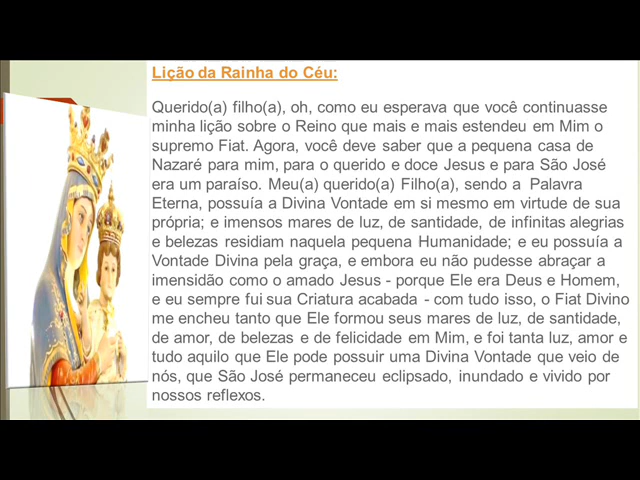 Lição da Rainha do Céu:
Querido(a) filho(a), oh, como eu esperava que você continuasse
minha lição sobre o Reino que mais e mais estendeu em Mim o
supremo Fiat. Agora, você deve saber que a pequena casa de
Nazaré para mim, para o querido e doce Jesus e para São José
era um paraíso. Meu(a) querido(a) Filho(a), sendo a Palavra
Eterna, possuía a Divina Vontade em si mesmo em virtude de sua
própria; e imensos mares de luz, de santidade, de infinitas alegrias
e belezas residiam naquela pequena Humanidade; e eu possuía a
Vontade Divina pela graça, e embora eu não pudesse abraçar a
imensidão como o amado Jesus - porque Ele era Deus e Homem,
e eu sempre fui sua Criatura acabada - com tudo isso, o Fiat Divino
me encheu tanto que Ele formou seus mares de luz, de santidade,
de amor, de belezas e de felicidade em Mim, e foi tanta luz, amor e
tudo aquilo que Ele pode possuir uma Divina Vontade que veio de
nós, que São José permaneceu eclipsado, inundado e vivido por
nossos reflexos.